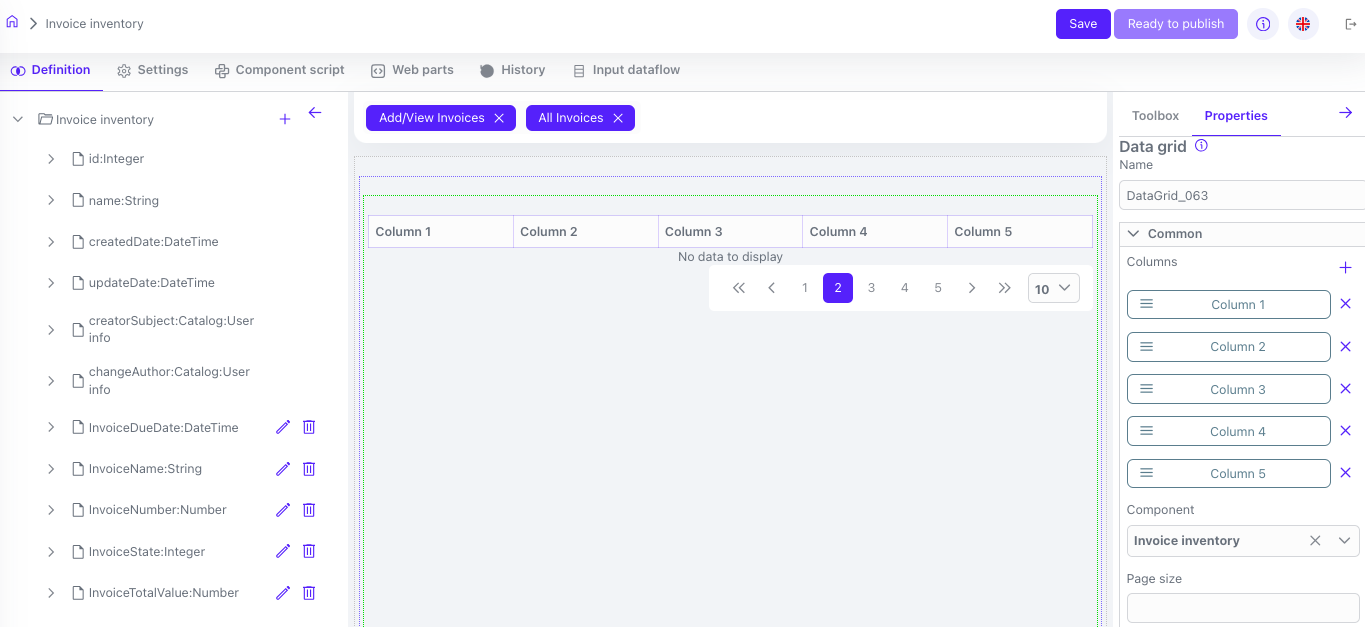 Invoice inventory
Save
Ready to publish
Definition
Settings
Component script
Web parts
History
Input dataflow
Invoice inventory
id:Integer
name:String
createdDate:DateTime
updateDate:DateTime
creatorSubject:Catalog:User
info
changeAuthor:Catalog:User
info
InvoiceDueDate:DateTime
InvoiceName:String
InvoiceNumber:Number
InvoiceState:Integer
InvoiceTotalValue:Number
Add/View Invoices
All Invoices
Column 1 Column 2 Column 3 Column 4 Column 5
No data to display
1 2 3 4 5 10
Toolbox
Properties
Data grid
Name
DataGrid_063
Common
Columns
Column 1
Column 2
Column 3
Column 4
Column 5
Component
Invoice inventory
Page size